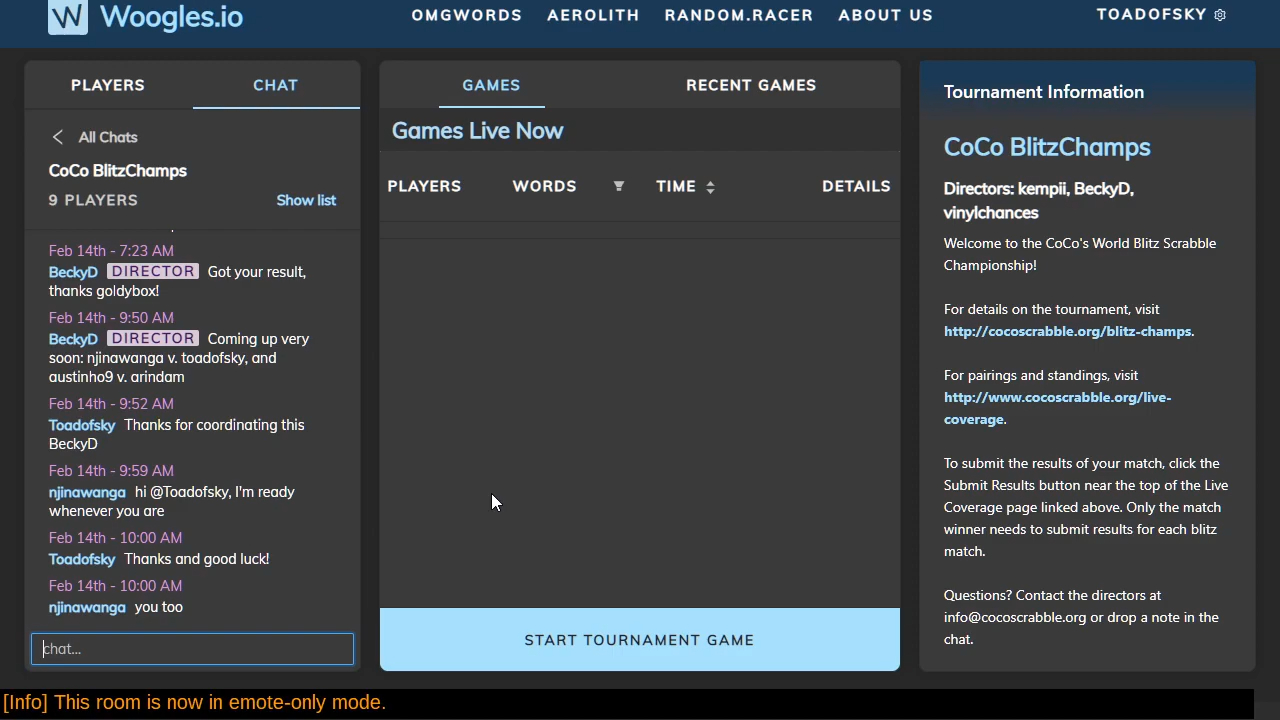 W Woogles.io
OMGWORDS AEROLITH RANDOM.RACER ABOUT US
TOADOFSKY
PLAYERS CHAT
All Chats
CoCo BlitzChamps
9 PLAYERS Show list
Feb 14th - 7:23 AM
BeckyD DIRECTOR Got your result,
thanks goldybox!
Feb 14th - 9:50 AM
BeckyD DIRECTOR Coming up very
soon: njinawanga v. toadofsky, and
austinho9 v. arindam
Feb 14th - 9:52 AM
Toadofsky Thanks for coordinating this
BeckyD
Feb 14th - 9:59 AM
njinawanga hi @Toadofsky, I'm ready
whenever you are
Feb 14th - 10:00 AM
Toadofsky Thanks and good luck!
Feb 14th - 10:00 AM
njinawanga you too
chat...
GAMES RECENT GAMES
Games Live Now
PLAYERS WORDS TIME DETAILS
START TOURNAMENT GAME
Tournament Information
CoCo BlitzChamps
Directors: kempii, BeckyD,
vinylchances
Welcome to the CoCo's World Blitz Scrabble
Championship!
For details on the tournament, visit
http://cocoscrabble.org/blitz-champs.
For pairings and standings, visit
http://www.cocoscrabble.org/live-
coverage.
To submit the results of your match, click the
Submit Results button near the top of the Live
Coverage page linked above. Only the match
winner needs to submit results for each blitz
match.
Questions? Contact the directors at
info@cocoscrabble.org or drop a note in the
chat.
[Info] This room is now in emote-only mode.